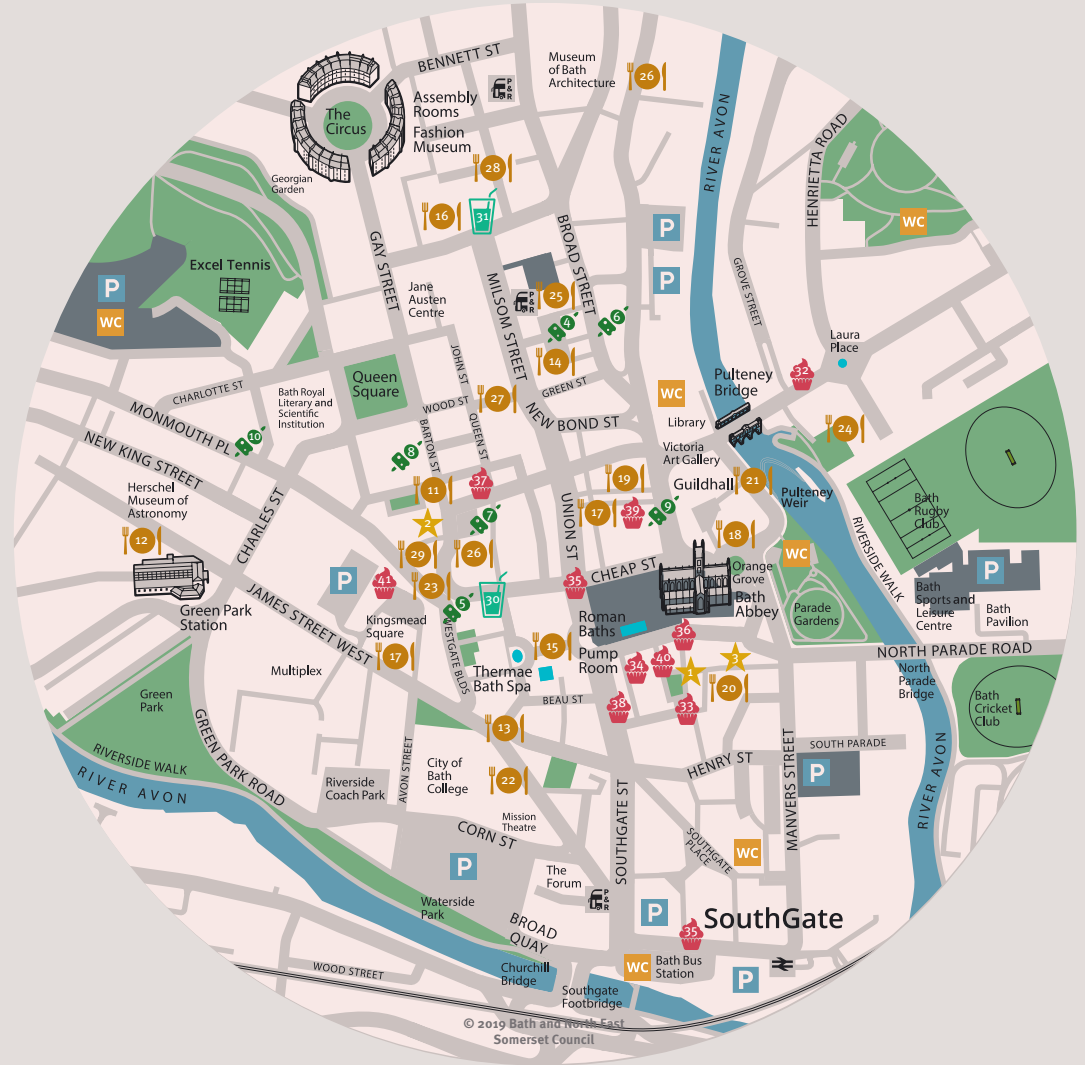 BENNETT ST
P&R
Museum
of Bath
Architecture
26
RIVER AVON
The
Circus
Assembly
Rooms
Fashion
Museum
HENRIETTA ROAD
Georgian
Garden
28
16
31
P
WC
GAY STREET
BROAD STREET
Excel Tennis
P
WC
P
GROVE STREET
Jane
Austen
Centre
MILSOM STREET
P&R
25
4
6
Laura
Place
JOHN ST
14
32
Queen
Square
CHARLOTTE ST
Bath Royal
Literary and
Scientific
Institution
WOOD ST
27
GREEN ST
WC
Pulteney
Bridge
MONMOUTH PL
10
NEW BOND ST
Library
24
NEW KING STREET
BARTON ST
QUEEN ST
8
Victoria
Art Gallery
Guildhall
21
Pulteney
Weir
Herschel
Museum of
Astronomy
CHARLES ST
11
37
19
UNION ST
17
39
9
Bath
Rugby
Club
RIVERSIDE WALK
12
2
7
18
29
26
WC
P
P
41
23
35
CHEAP ST
Orange
Grove
Bath
Abbey
Bath
Sports and
Leisure
Centre
Bath
Pavilion
Green Park
Station
JAMES STREET WEST
5
30
Roman
Baths
Parade
Gardens
Kingsmead
Square
WESTGATE BLDS
36
NORTH PARADE ROAD
Multiplex
17
Thermae
Bath Spa
15
Pump
Room
34
40
1
3
20
North
Parade
Bridge
Green
Park
BEAU ST
38
33
Bath
Cricket
Club
GREEN PARK ROAD
13
RIVERSIDE WALK
RIVER AVON
AVON STREET
City of
Bath
College
22
HENRY ST
SOUTH PARADE
P
MANVERS STREET
RIVER AVON
Riverside
Coach Park
Mission
Theatre
CORN ST
SOUTHGATE ST
SOUTHGATE
PLACE
WC
P
The
Forum
P&R
Waterside
Park
BROAD
QUAY
P
SouthGate
35
WOOD STREET
Churchill
Bridge
WC
Bath Bus
Station
P
Southgate
Footbridge
© 2019 Bath and North East
Somerset Council